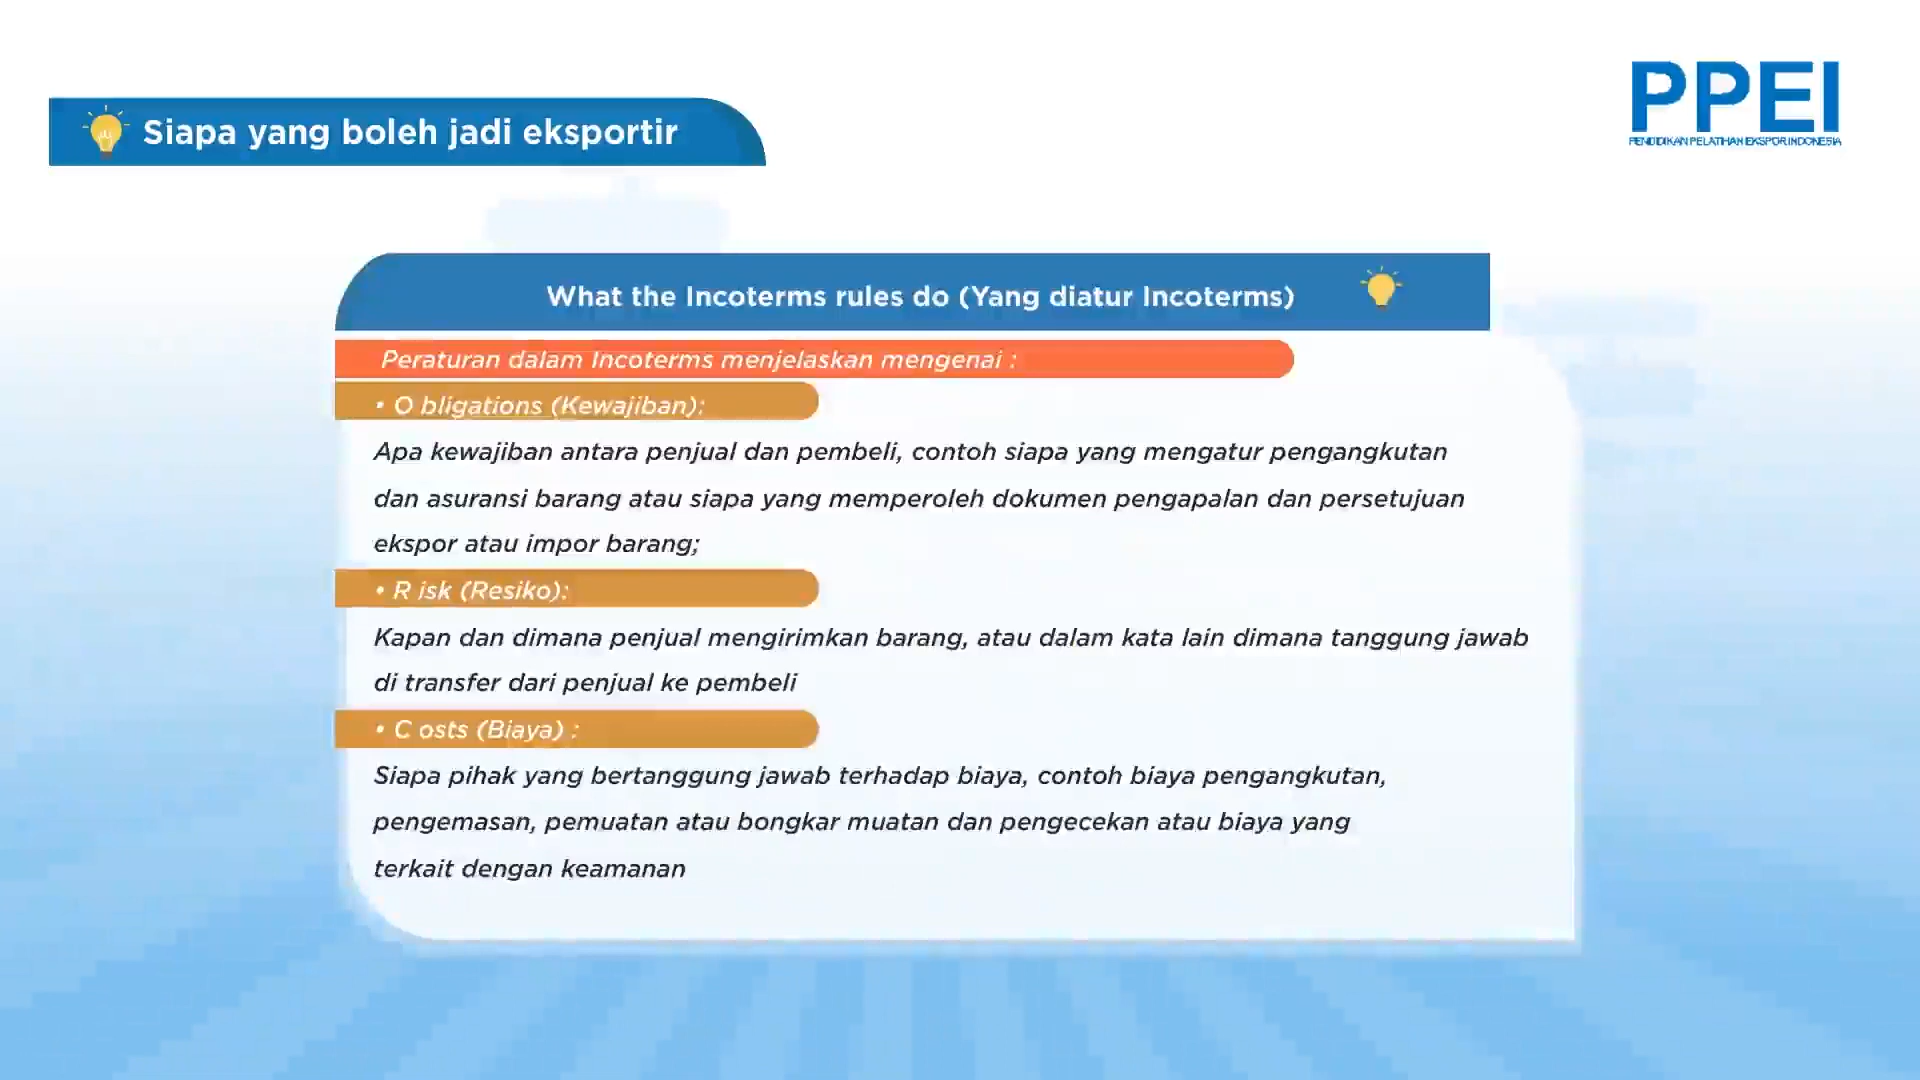 PPEI
PENDIDIKAN PELATIHAN EKSPOR INDONESIA
Siapa yang boleh jadi eksportir
What the Incoterms rules do (Yang diatur Incoterms)
Peraturan dalam Incoterms menjelaskan mengenai :
• O bligations (Kewajiban):
Apa kewajiban antara penjual dan pembeli, contoh siapa yang mengatur pengangkutan
dan asuransi barang atau siapa yang memperoleh dokumen pengapalan dan persetujuan
ekspor atau impor barang;
• R isk (Resiko):
Kapan dan dimana penjual mengirimkan barang, atau dalam kata lain dimana tanggung jawab
di transfer dari penjual ke pembeli
• C osts (Biaya) :
Siapa pihak yang bertanggung jawab terhadap biaya, contoh biaya pengangkutan,
pengemasan, pemuatan atau bongkar muatan dan pengecekan atau biaya yang
terkait dengan keamanan